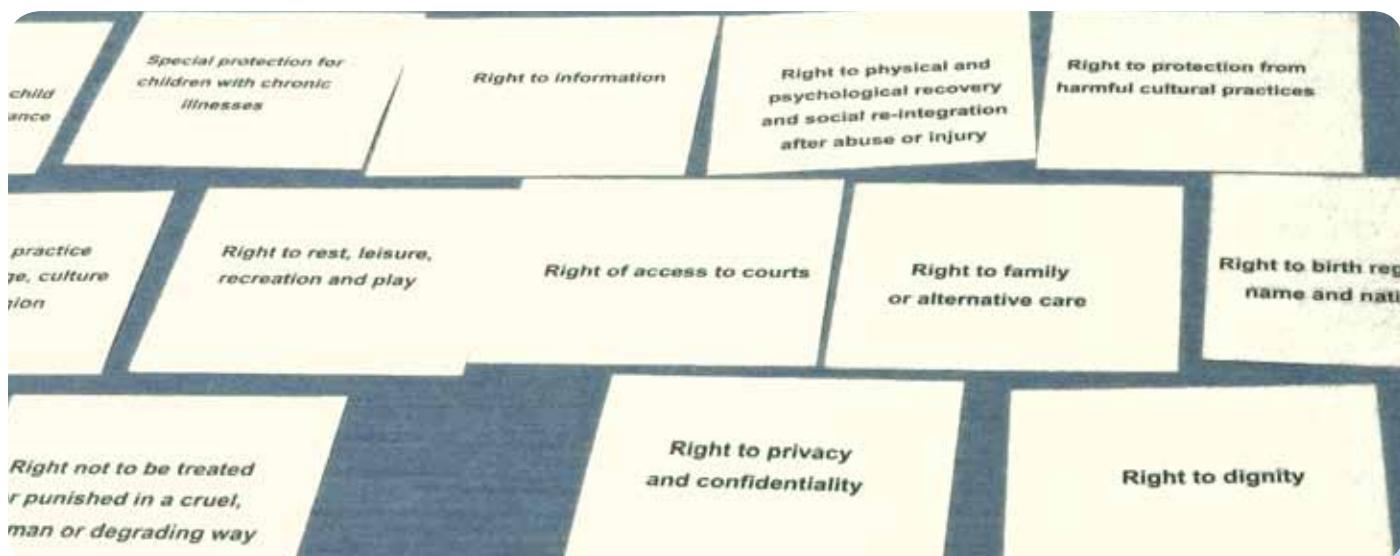 child
ance
Special protection for
children with chronic
illnesses
Right to information
Right to physical and
psychological recovery
and social re-integration
after abuse or injury
Right to protection from
harmful cultural practices
practice
ge, culture
gion
Right to rest, leisure,
recreation and play
Right of access to courts
Right to family
or alternative care
Right to birth reg
name and nati
Right not to be treated
r punished in a cruel,
man or degrading way
Right to privacy
and confidentiality
Right to dignity